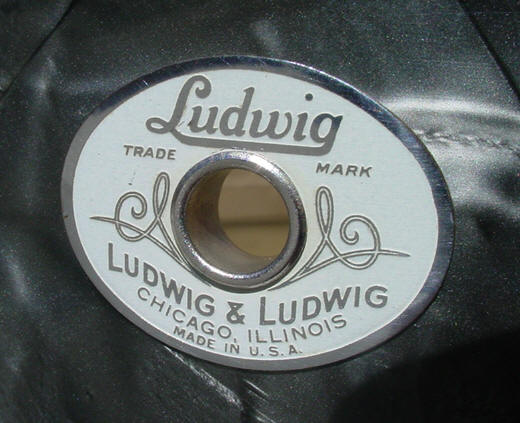 Ludwig
TRADE MARK
LUDWIG & LUDWIG
CHICAGO, ILLINOIS
MADE IN U.S.A.